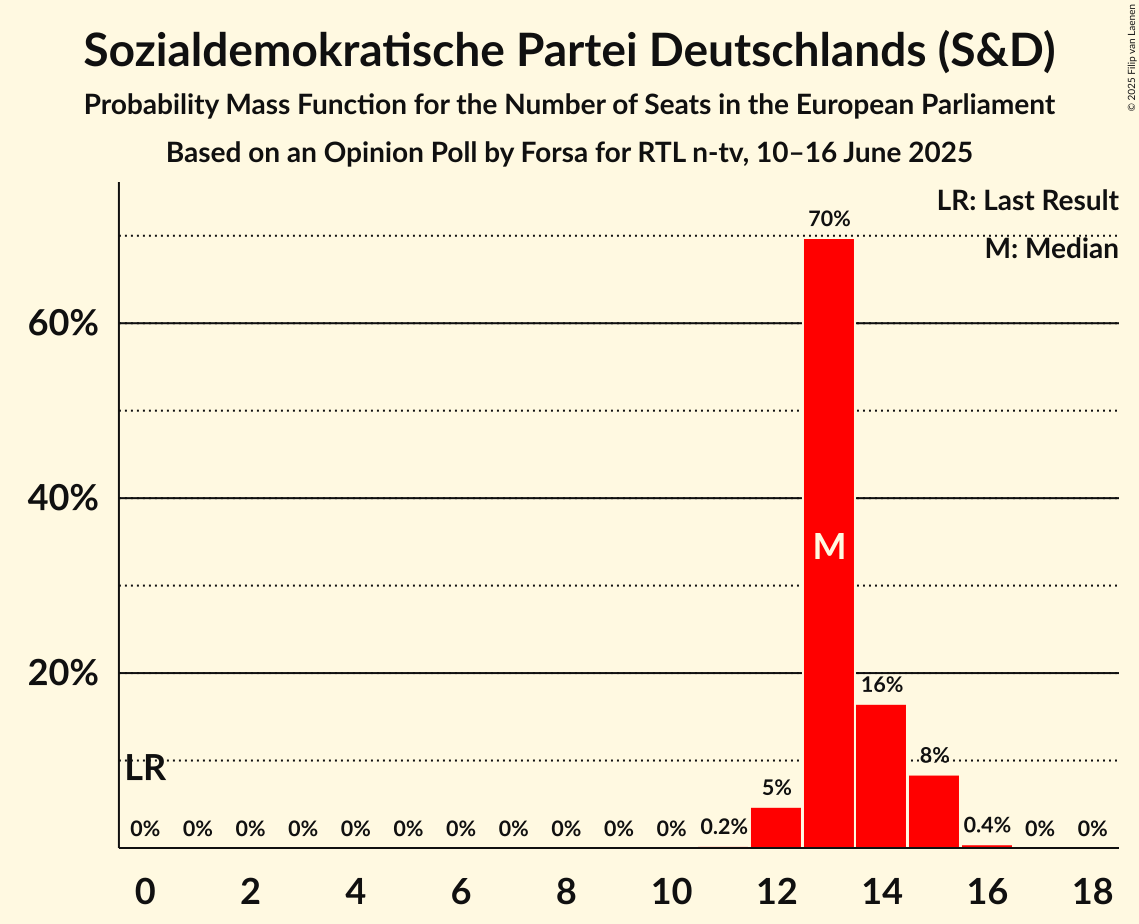 Sozialdemokratische Partei Deutschlands (S&D)
Probability Mass Function for the Number of Seats in the European Parliament
Based on an Opinion Poll by Forsa for RTL n-tv, 10–16 June 2025
© 2025 Filip van Laenen
LR: Last Result
M: Median
70%
60%
40%
M
20%
16%
LR
8%
5%
0% 0% 0% 0% 0% 0% 0% 0% 0% 0% 0% 0.2% 0.4% 0% 0%
0 2 4 6 8 10 12 14 16 18